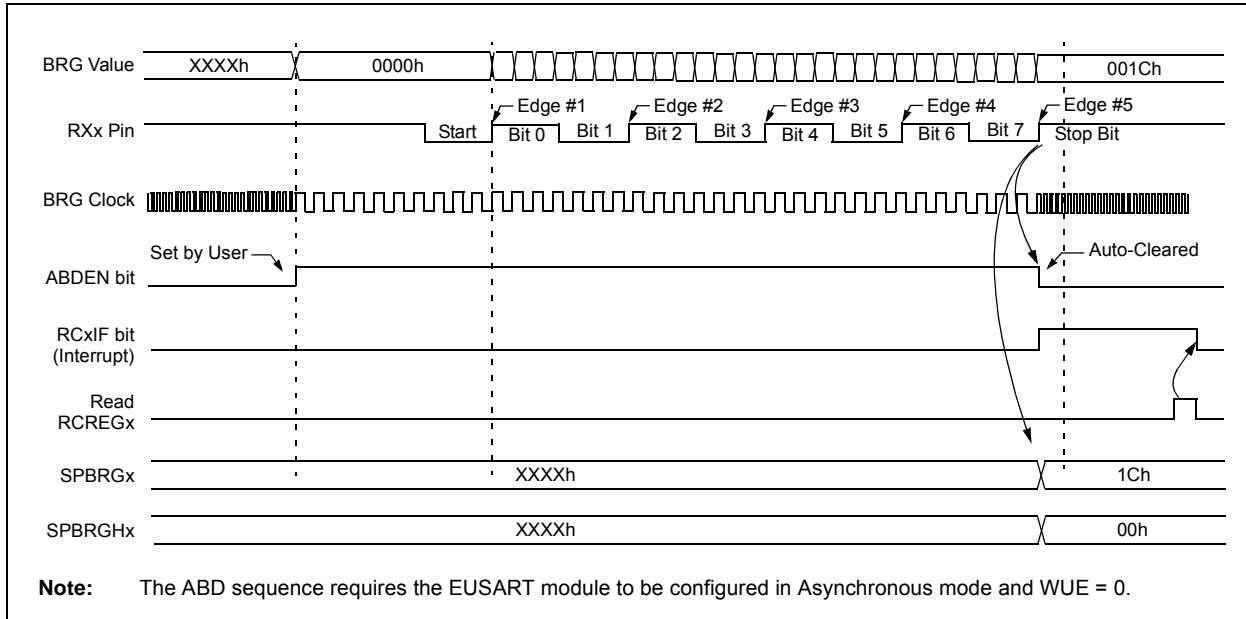 BRG Value XXXXh 0000h 001Ch
Edge #1 Edge #2 Edge #3 Edge #4 Edge #5
RXx Pin Start Bit 0 Bit 1 Bit 2 Bit 3 Bit 4 Bit 5 Bit 6 Bit 7 Stop Bit
BRG Clock
Set by User Auto-Cleared
ABDEN bit
RCxIF bit
(Interrupt)
Read
RCREGx
SPBRGx XXXXh 1Ch
SPBRGHx XXXXh 00h
Note: The ABD sequence requires the EUSART module to be configured in Asynchronous mode and WUE = 0.